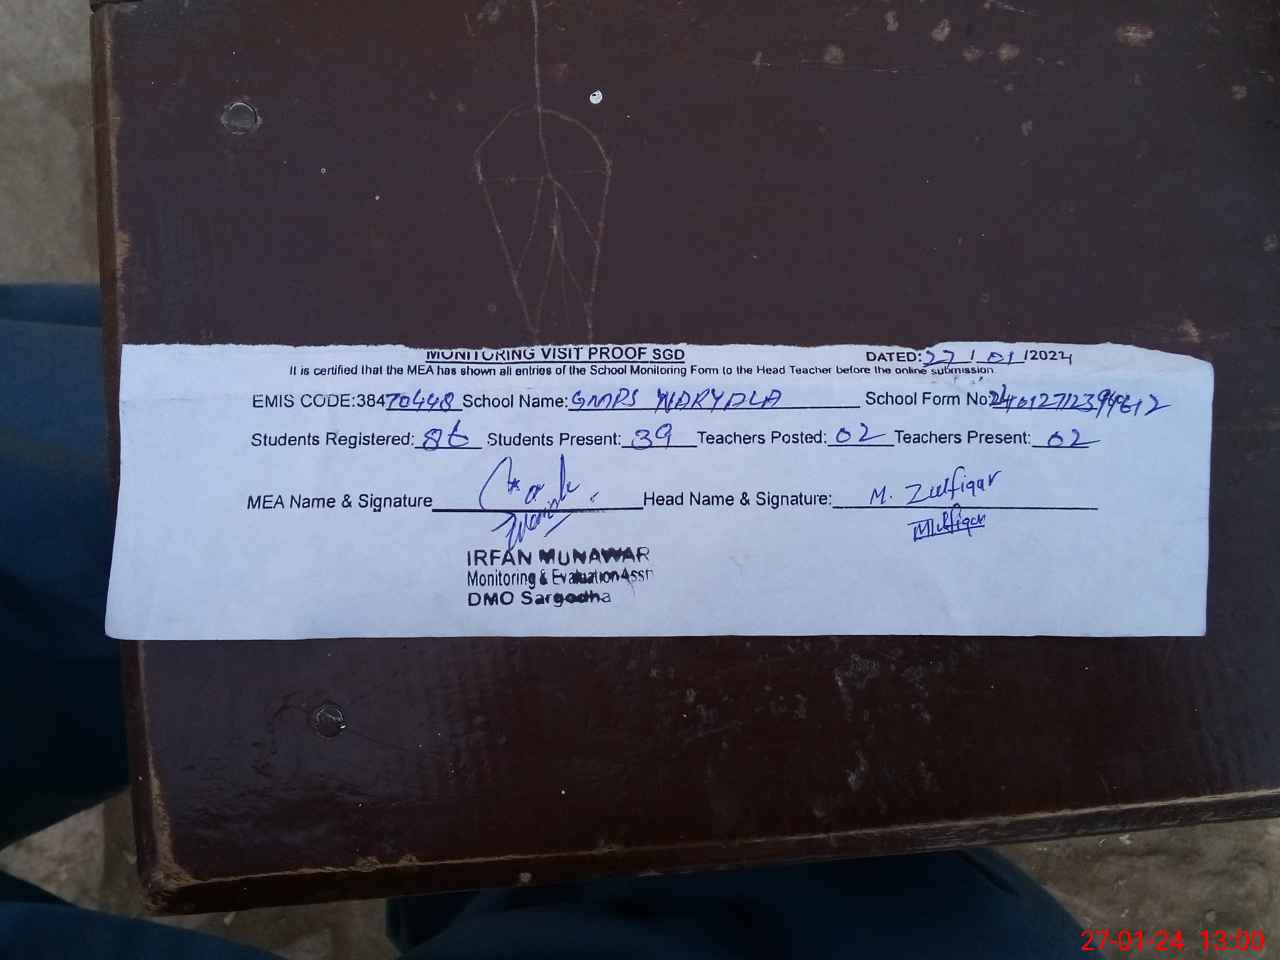 MONITORING VISIT PROOF SGD DATED: 27/01/2024
It is certified that the MEA has shown all entries of the School Monitoring Form to the Head Teacher before the online submission.
EMIS CODE:38470448 School Name: GMPS NARYALA School Form No:
Students Registered: 86 Students Present: 39 Teachers Posted: 02 Teachers Present: 02
MEA Name & Signature Head Name & Signature: M. Zulfiqar
IRFAN MUNAWAR
Monitoring & Evaluation Asstt
DMO Sargodha
27-01-24 13:00